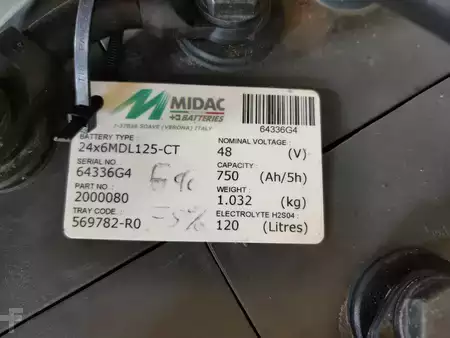 MIDAC
BATTERIES
I-37038 SOAVE (VERONA) ITALY
64336G4
BATTERY TYPE
24x6MDL125-CT
SERIAL NO
64336G4
PART NO.
2000080
TRAY CODE:
569782-R0
NOMINAL VOLTAGE :
48 (V)
CAPACITY :
750 (Ah/5h)
WEIGHT :
1.032 (kg)
ELECTROLYTE H2S04 :
120 (Litres)